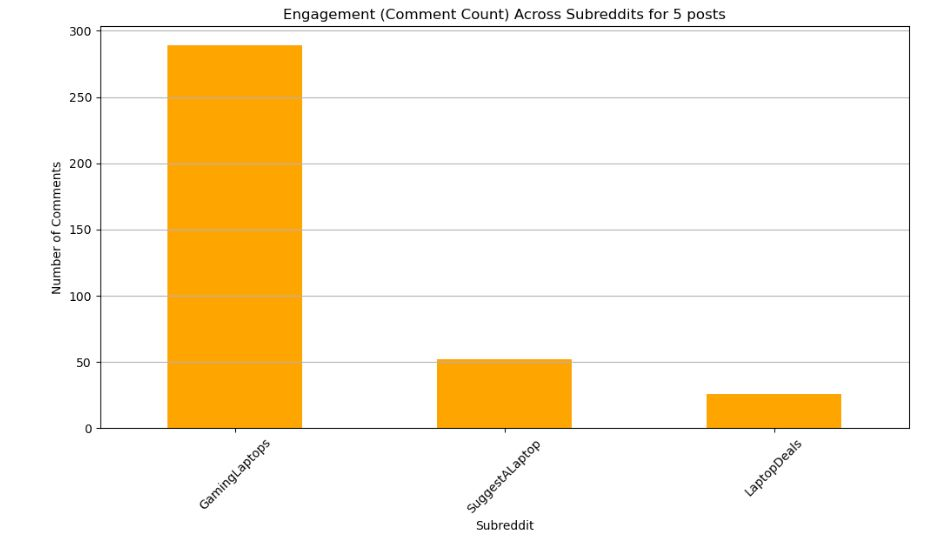 Engagement (Comment Count) Across Subreddits for 5 posts
300
250
200
150
100
50
0
Number of Comments
GamingLaptops
SuggestALaptop
LaptopDeals
Subreddit